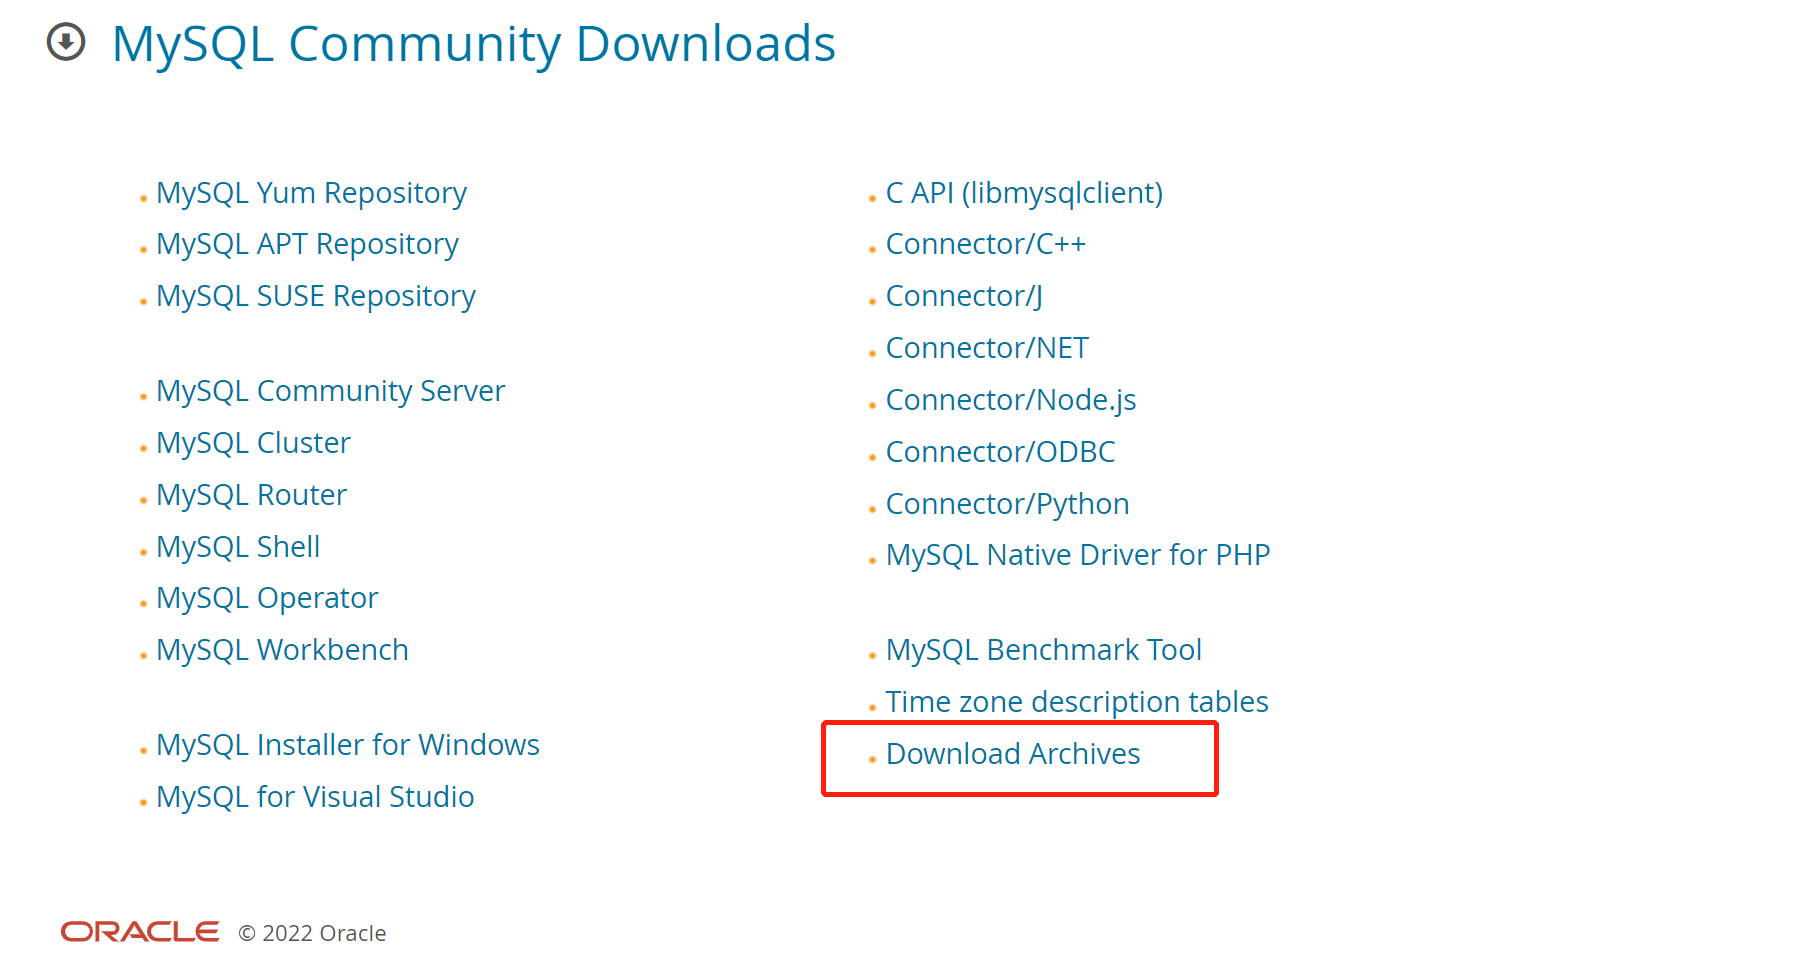 MySQL Community Downloads
MySQL Yum Repository
MySQL APT Repository
MySQL SUSE Repository
MySQL Community Server
MySQL Cluster
MySQL Router
MySQL Shell
MySQL Operator
MySQL Workbench
MySQL Installer for Windows
MySQL for Visual Studio
C API (libmysqlclient)
Connector/C++
Connector/J
Connector/NET
Connector/Node.js
Connector/ODBC
Connector/Python
MySQL Native Driver for PHP
MySQL Benchmark Tool
Time zone description tables
Download Archives
ORACLE © 2022 Oracle